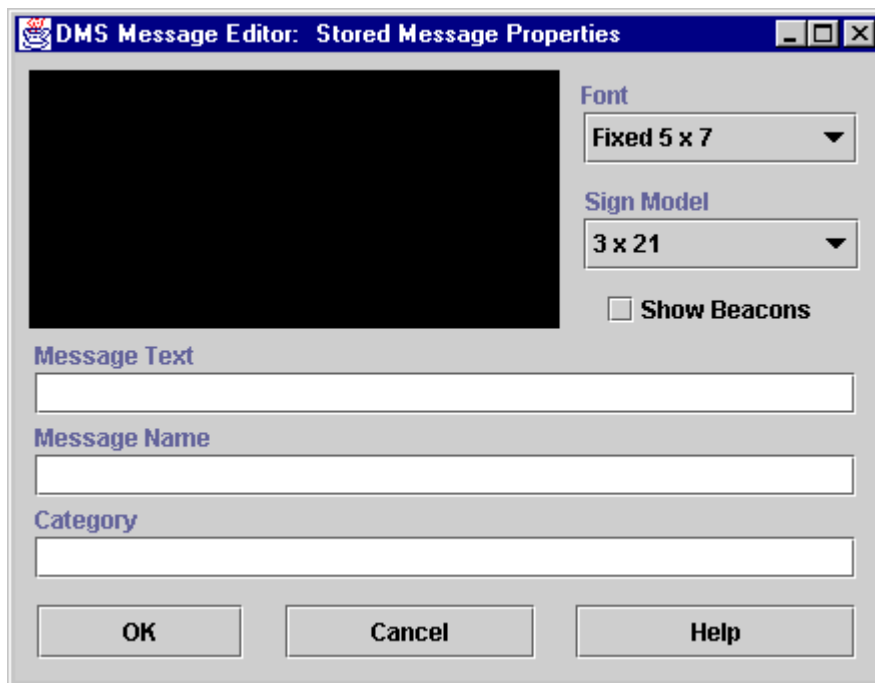 DMS Message Editor:  Stored Message Properties
Font
Fixed 5 x 7
Sign Model
3 x 21
Show Beacons
Message Text
Message Name
Category
OK Cancel Help